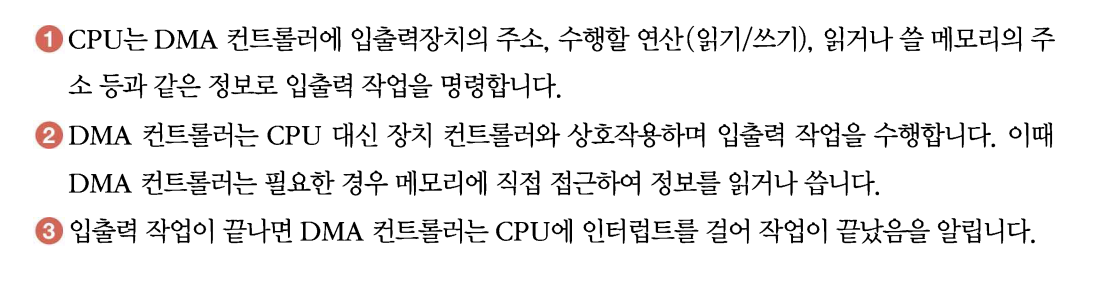 1 CPU는 DMA 컨트롤러에 입출력장치의 주소, 수행할 연산(읽기/쓰기), 읽거나 쓸 메모리의 주
소 등과 같은 정보로 입출력 작업을 명령합니다.
2 DMA 컨트롤러는 CPU 대신 장치 컨트롤러와 상호작용하며 입출력 작업을 수행합니다. 이때
DMA 컨트롤러는 필요한 경우 메모리에 직접 접근하여 정보를 읽거나 씁니다.
3 입출력 작업이 끝나면 DMA 컨트롤러는 CPU에 인터럽트를 걸어 작업이 끝났음을 알립니다.